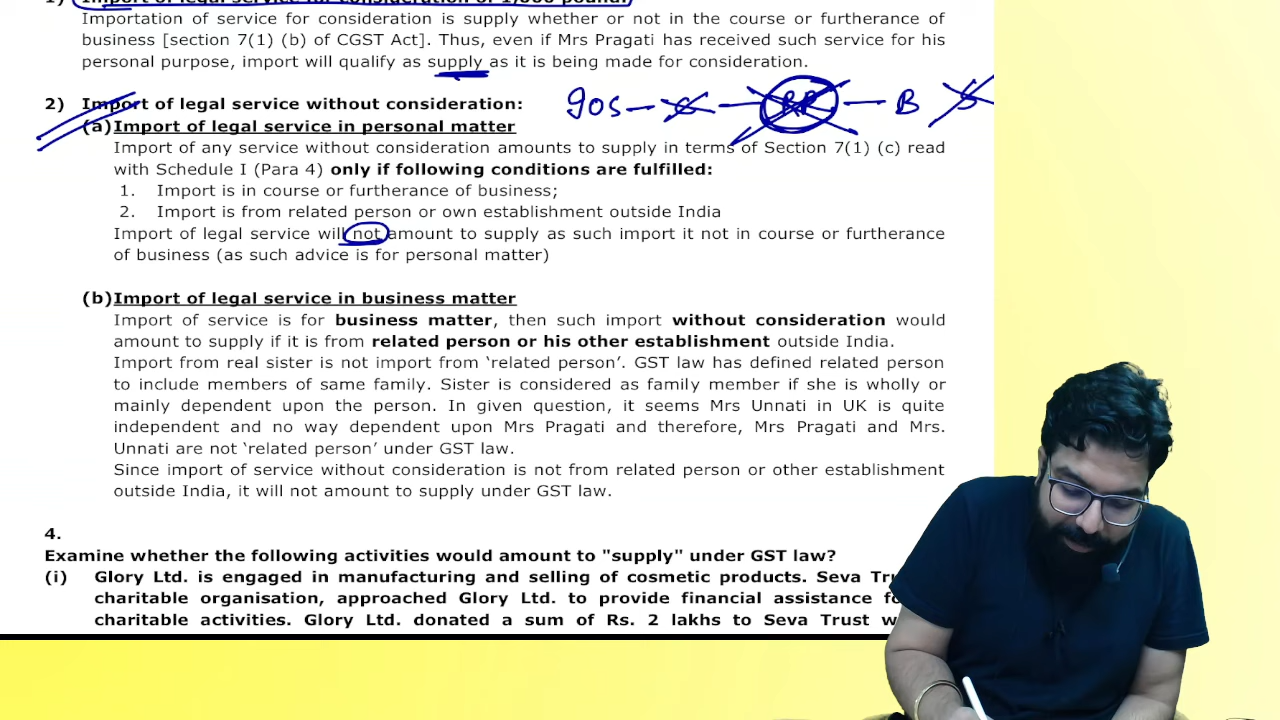 1) Import of legal service for consideration of 1,000 pound:
Importation of service for consideration is supply whether or not in the course or furtherance of
business [section 7(1) (b) of CGST Act]. Thus, even if Mrs Pragati has received such service for his
personal purpose, import will qualify as supply as it is being made for consideration.
2) Import of legal service without consideration:
IOS — C — RP — B S
(a) Import of legal service in personal matter
Import of any service without consideration amounts to supply in terms of Section 7(1) (c) read
with Schedule I (Para 4) only if following conditions are fulfilled:
1. Import is in course or furtherance of business;
2. Import is from related person or own establishment outside India
Import of legal service will not amount to supply as such import it not in course or furtherance
of business (as such advice is for personal matter)
(b) Import of legal service in business matter
Import of service is for business matter, then such import without consideration would
amount to supply if it is from related person or his other establishment outside India.
Import from real sister is not import from ‘related person’. GST law has defined related person
to include members of same family. Sister is considered as family member if she is wholly or
mainly dependent upon the person. In given question, it seems Mrs Unnati in UK is quite
independent and no way dependent upon Mrs Pragati and therefore, Mrs Pragati and Mrs.
Unnati are not ‘related person’ under GST law.
Since import of service without consideration is not from related person or other establishment
outside India, it will not amount to supply under GST law.
4.
Examine whether the following activities would amount to "supply" under GST law?
(i) Glory Ltd. is engaged in manufacturing and selling of cosmetic products. Seva
charitable organisation, approached Glory Ltd. to provide financial assistance
charitable activities. Glory Ltd. donated a sum of Rs. 2 lakhs to Seva Trust